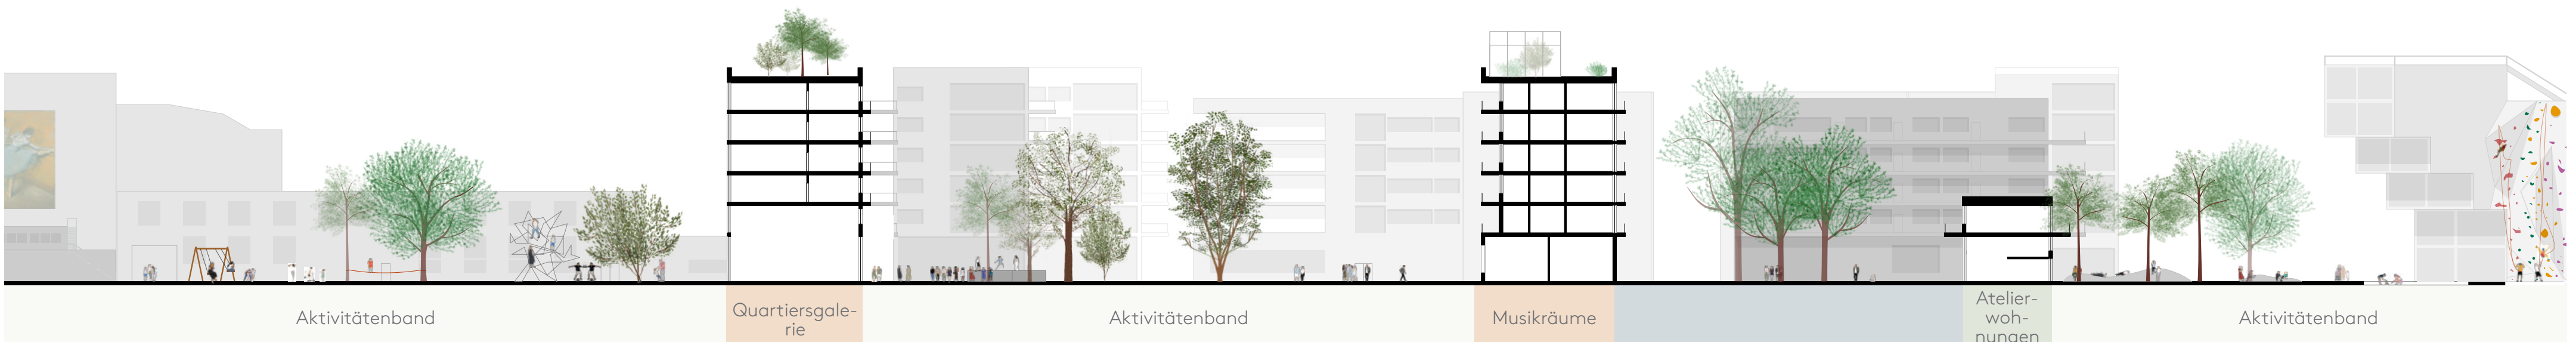 Aktivitätenband
Quartiersgale-
rie
Aktivitätenband
Musikräume
Atelier-
woh-
nungen
Aktivitätenband